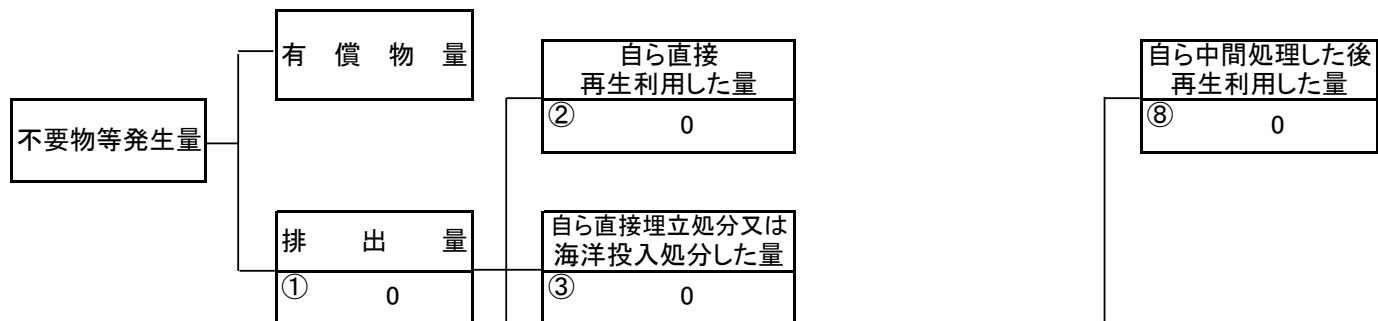 有償物量
自ら直接
再生利用した量
② 0
自ら中間処理した後
再生利用した量
⑧ 0
不要物等発生量
排出量
① 0
自ら直接埋立処分又は
海洋投入処分した量
③ 0